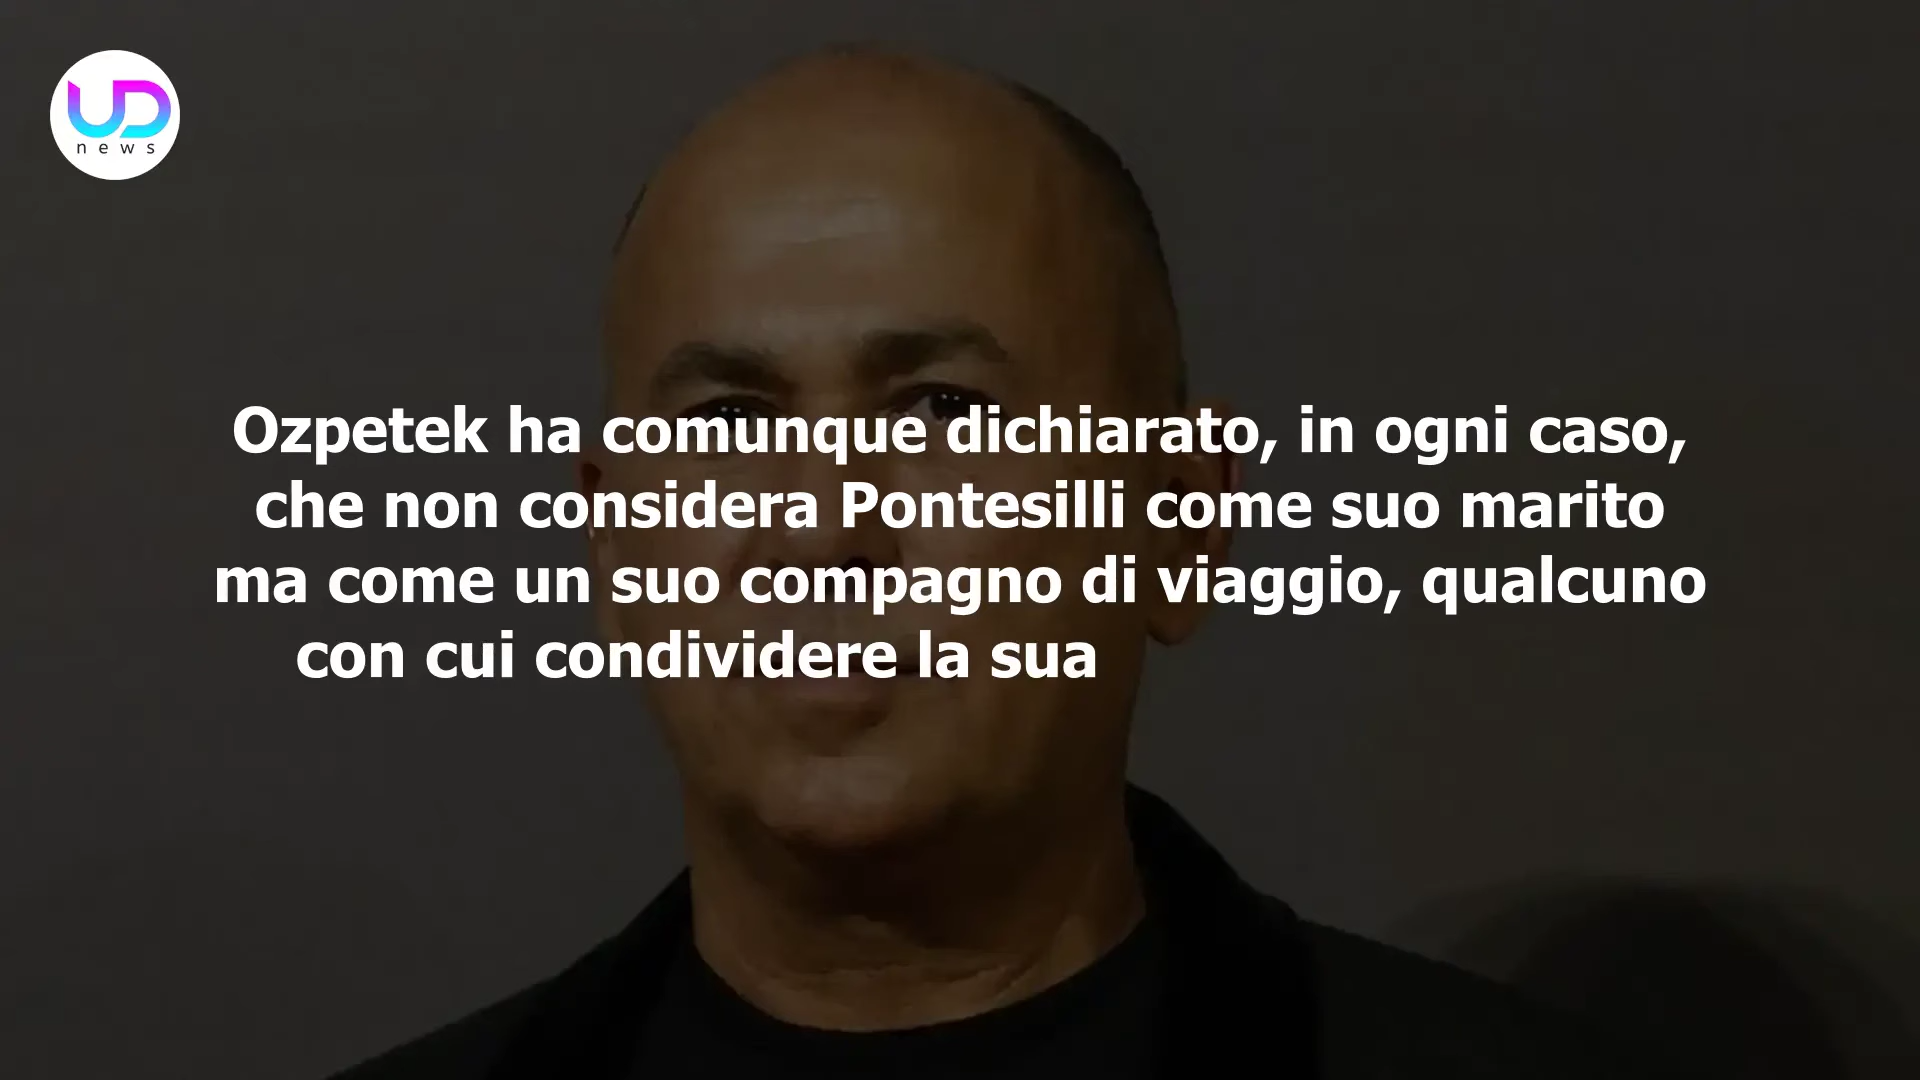 UD
news
Ozpetek ha comunque dichiarato, in ogni caso,
che non considera Pontesilli come suo marito
ma come un suo compagno di viaggio, qualcuno
con cui condividere la sua